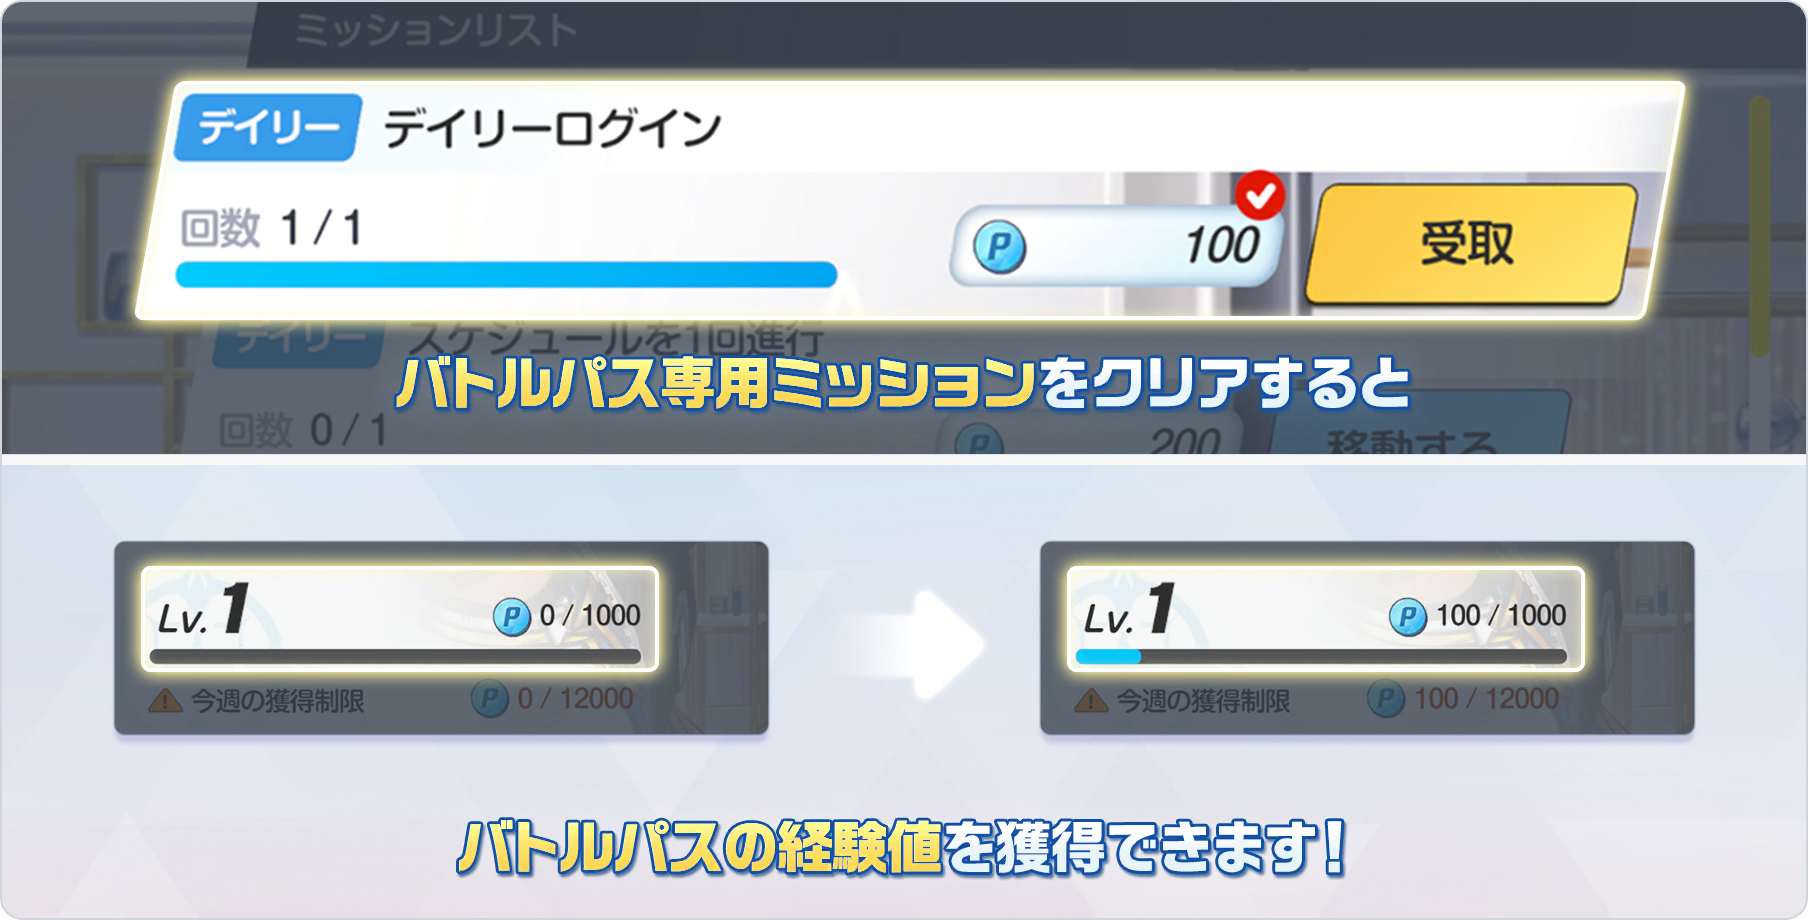 ミッションリスト
デイリー デイリーログイン
回数 1 / 1
P 100 受取
デイリー スケジュールを1回進行
バトルパス専用ミッションをクリアすると
回数 0 / 1
P 200 移動する
Lv. 1 P 0 / 1000
今週の獲得制限 P 0 / 12000
Lv. 1 P 100 / 1000
今週の獲得制限 P 100 / 12000
バトルパスの経験値を獲得できます!